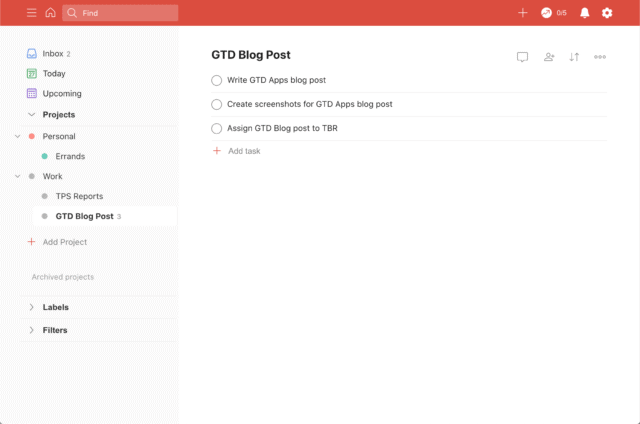 Find
0/5
Inbox 2
Today
Upcoming
Projects
Personal
Errands
Work
TPS Reports
GTD Blog Post 3
Add Project
Archived projects
Labels
Filters
GTD Blog Post
Write GTD Apps blog post
Create screenshots for GTD Apps blog post
Assign GTD Blog post to TBR
Add task